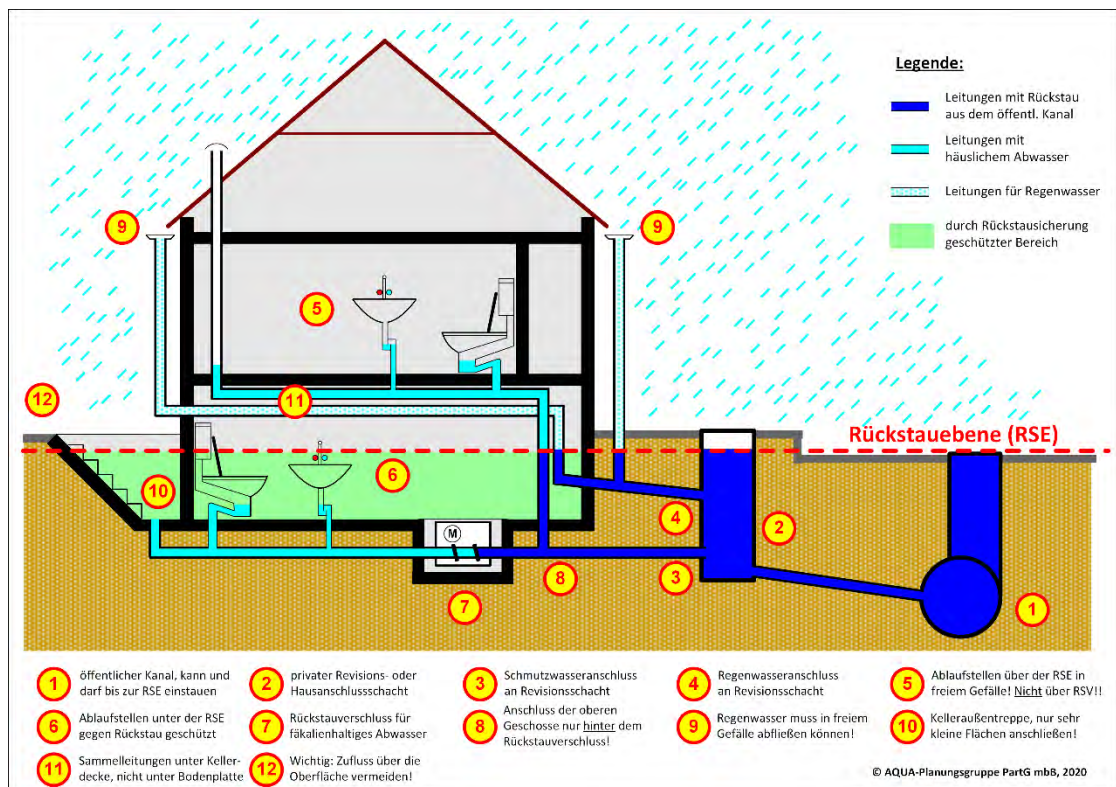 Legende:
Leitungen mit Rückstau
aus dem öffentl. Kanal
Leitungen mit
häuslichem Abwasser
Leitungen für Regenwasser
durch Rückstausicherung
geschützter Bereich
9
9
5
12
11
Rückstauebene (RSE)
6
10
4
2
M
3
8
7
1
1
öffentlicher Kanal, kann und
darf bis zur RSE einstauen
2
privater Revisions- oder
Hausanschlussschacht
3
Schmutzwasseranschluss
an Revisionsschacht
4
Regenwasseranschluss
an Revisionsschacht
5
Ablaufstellen über der RSE in
freiem Gefälle! Nicht über RSV!!
6
Ablaufstellen unter der RSE
gegen Rückstau geschützt
7
Rückstauverschluss für
fäkalienhaltiges Abwasser
8
Anschluss der oberen
Geschosse nur hinter dem
Rückstauverschluss!
9
Regenwasser muss in freiem
Gefälle abfließen können!
10
Kelleraußentreppe, nur sehr
kleine Flächen anschließen!
11
Sammelleitungen unter Keller-
decke, nicht unter Bodenplatte
12
Wichtig: Zufluss über die
Oberfläche vermeiden!
© AQUA-Planungsgruppe PartG mbB, 2020